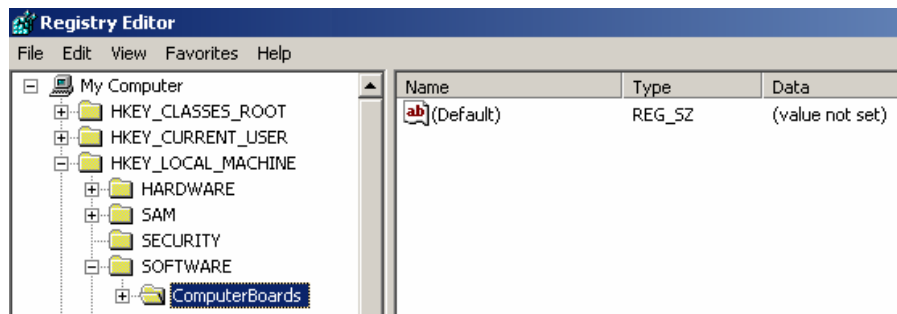 Registry Editor
File Edit View Favorites Help
My Computer
HKEY_CLASSES_ROOT
HKEY_CURRENT_USER
HKEY_LOCAL_MACHINE
HARDWARE
SAM
SECURITY
SOFTWARE
ComputerBoards
Name Type Data
ab (Default) REG_SZ (value not set)